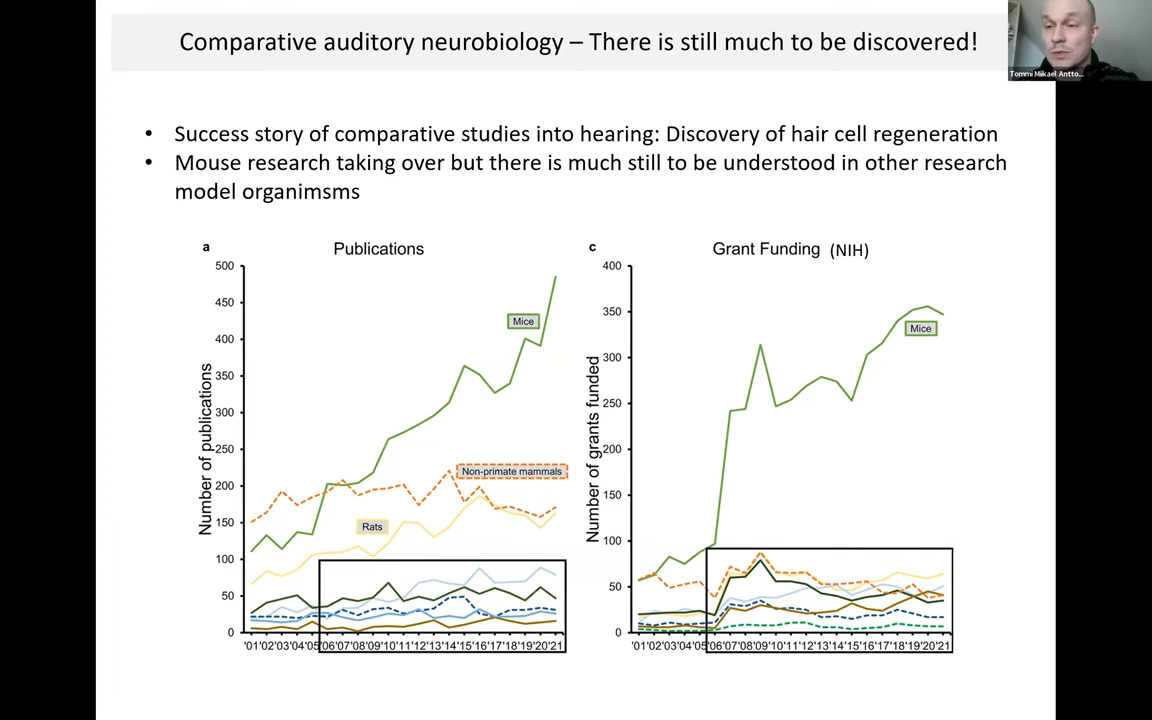 Comparative auditory neurobiology – There is still much to be discovered!
Tommi Mikael Antto...
• Success story of comparative studies into hearing: Discovery of hair cell regeneration
• Mouse research taking over but there is much still to be understood in other research
model organimsms
a
Publications
500
450
400
350
300
250
200
150
100
50
0
Number of publications
Mice
Non-primate mammals
Rats
'01'02'03'04'05'06'07'08'09'10'11'12'13'14'15'16'17'18'19'20'21
c
Grant Funding (NIH)
400
350
300
250
200
150
100
50
0
Number of grants funded
Mice
'01'02'03'04'05'06'07'08'09'10'11'12'13'14'15'16'17'18'19'20'21